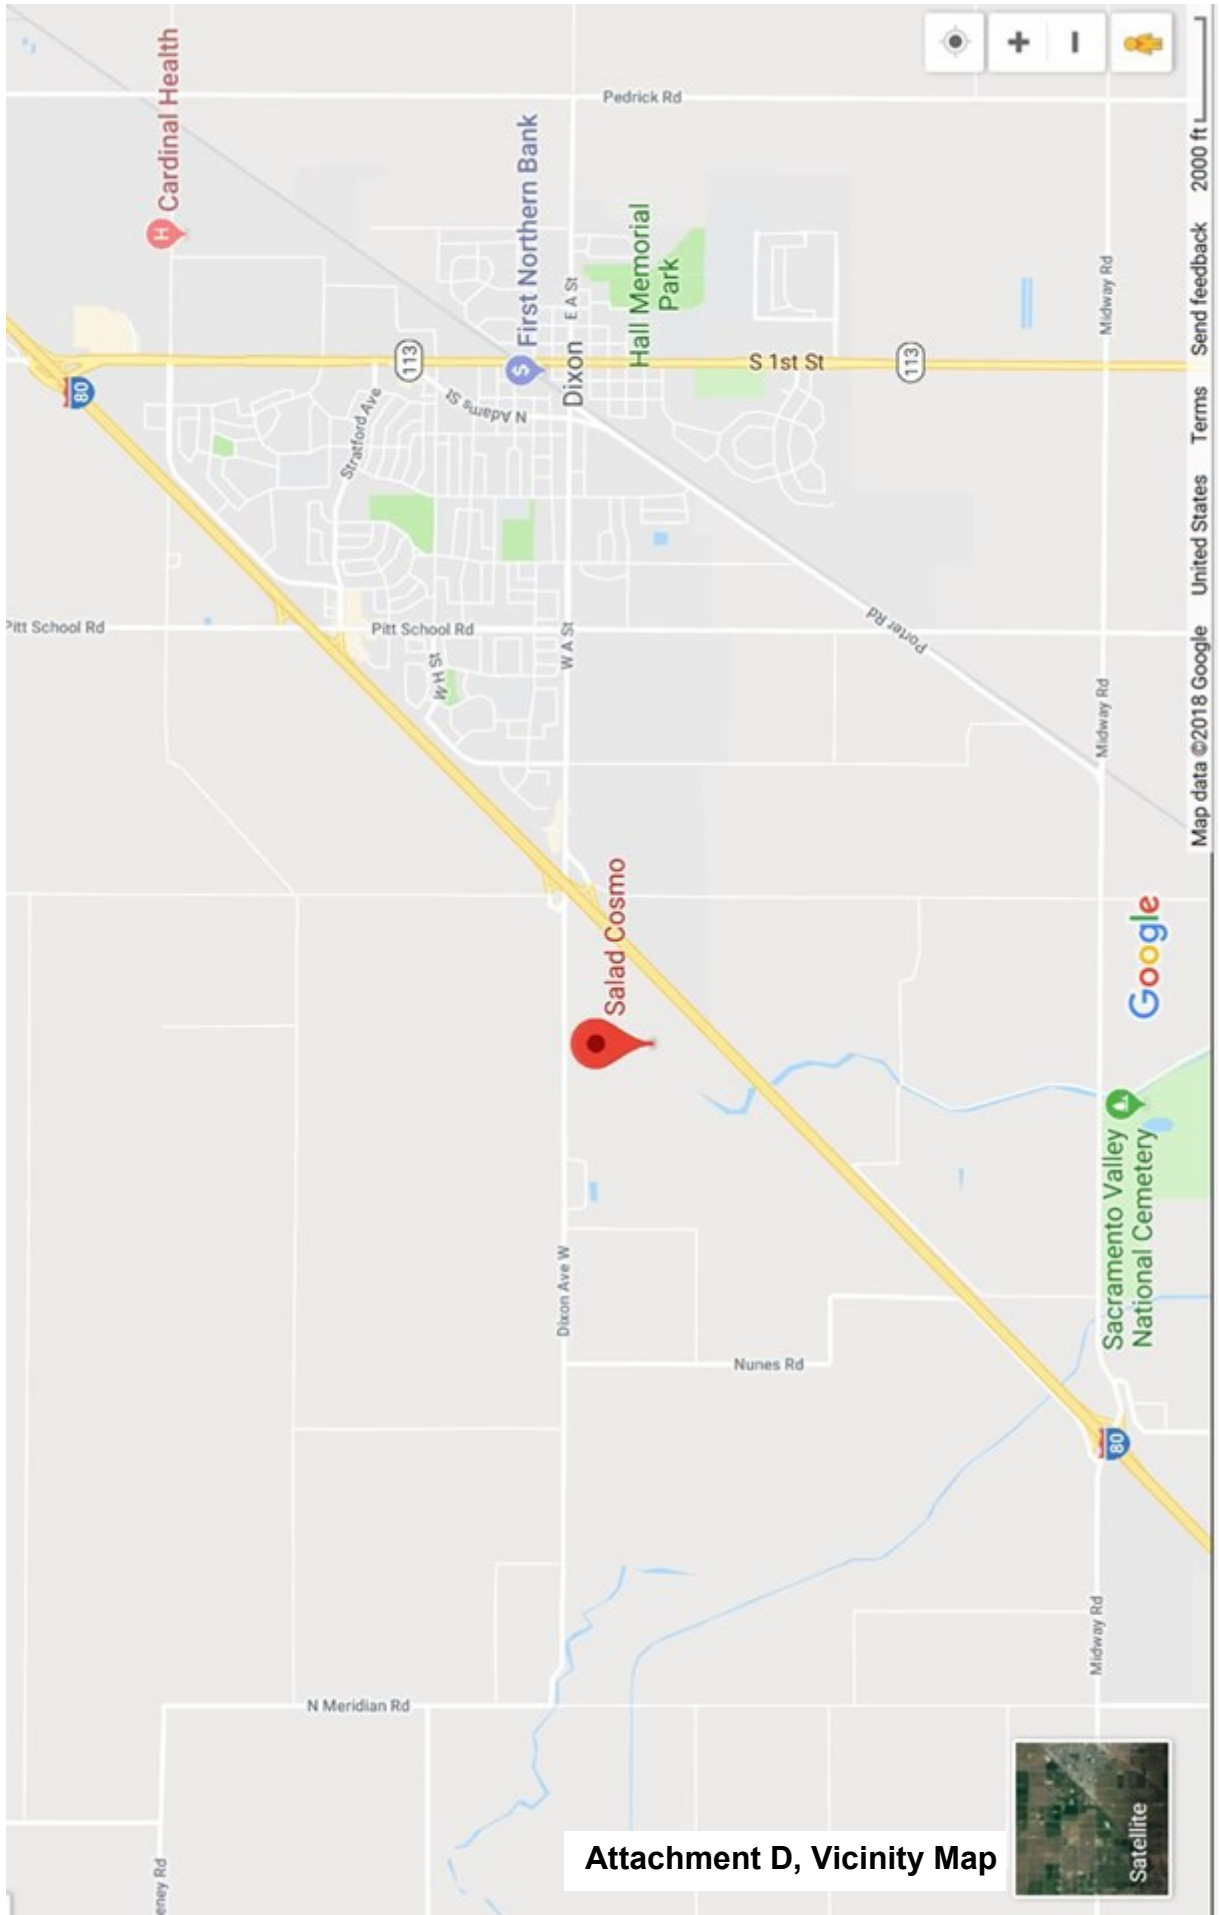 Cardinal Health
H
Pedrick Rd
First Northern Bank
$
E A St
Hall Memorial
Park
Midway Rd
80
113
Dixon
S 1st St
113
N Adams St
Stratford Ave
Pitt School Rd
Pitt School Rd
W H St
W A St
Porter Rd
Midway Rd
Salad Cosmo
Google
Sacramento Valley
National Cemetery
Dixon Ave W
Nunes Rd
80
Midway Rd
N Meridian Rd
eney Rd
Satellite
Map data ©2018 Google United States Terms Send feedback 2000 ft
Attachment D, Vicinity Map